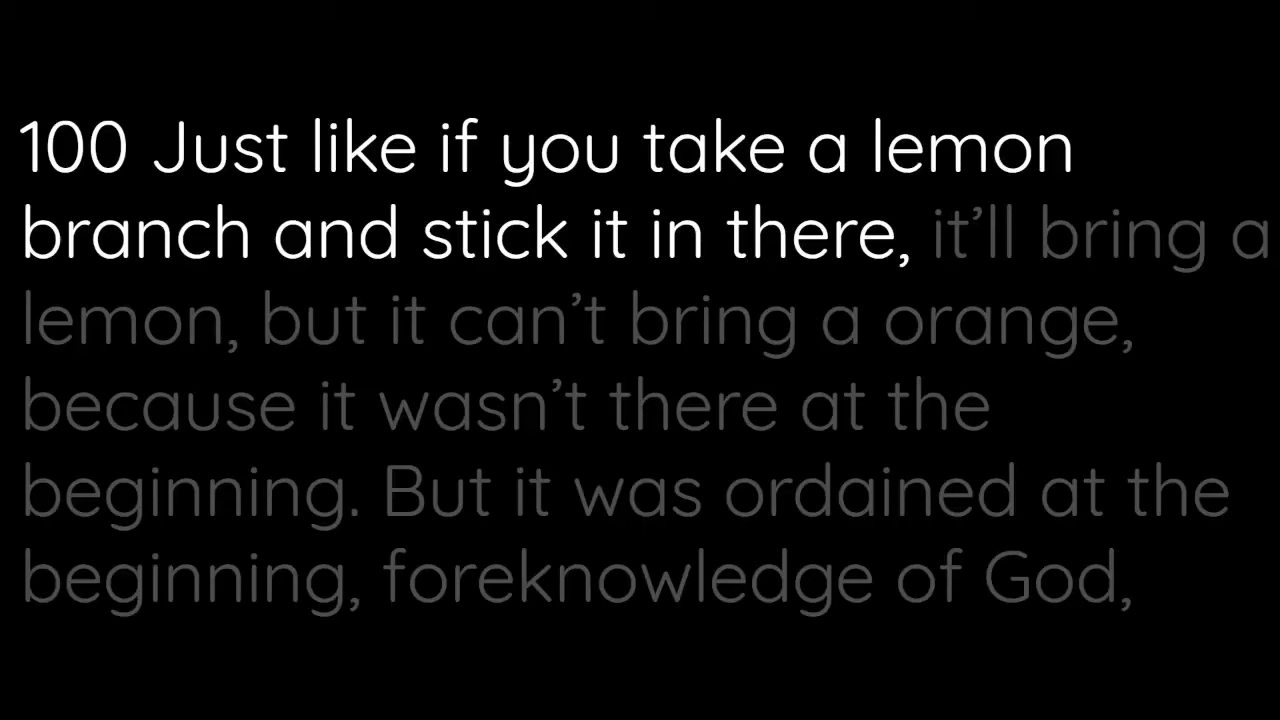 100 Just like if you take a lemon
branch and stick it in there, it’ll bring a
lemon, but it can’t bring a orange,
because it wasn’t there at the
beginning. But it was ordained at the
beginning, foreknowledge of God,